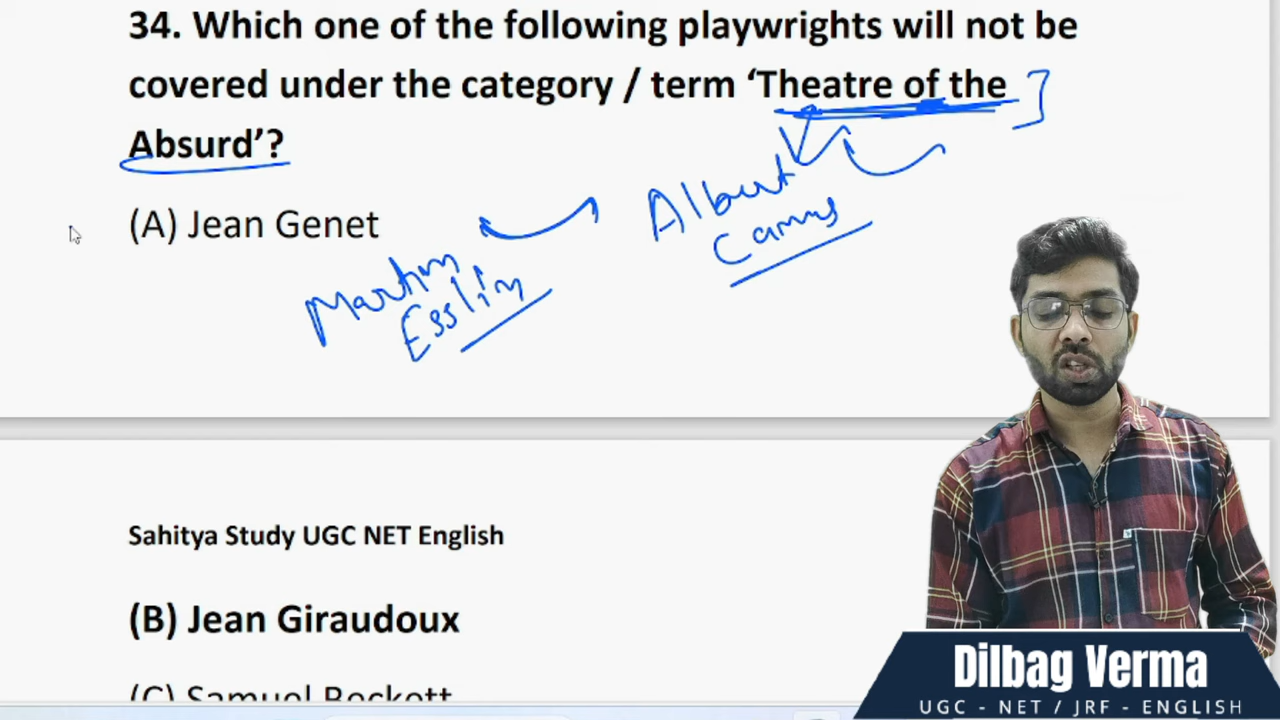 34. Which one of the following playwrights will not be
covered under the category / term ‘Theatre of the
Absurd’?
(A) Jean Genet
Albert
Camus
Martin
Esslin
Sahitya Study UGC NET English
(B) Jean Giraudoux
(C) Samuel Beckett
Dilbag Verma
UGC - NET / JRF - ENGLISH